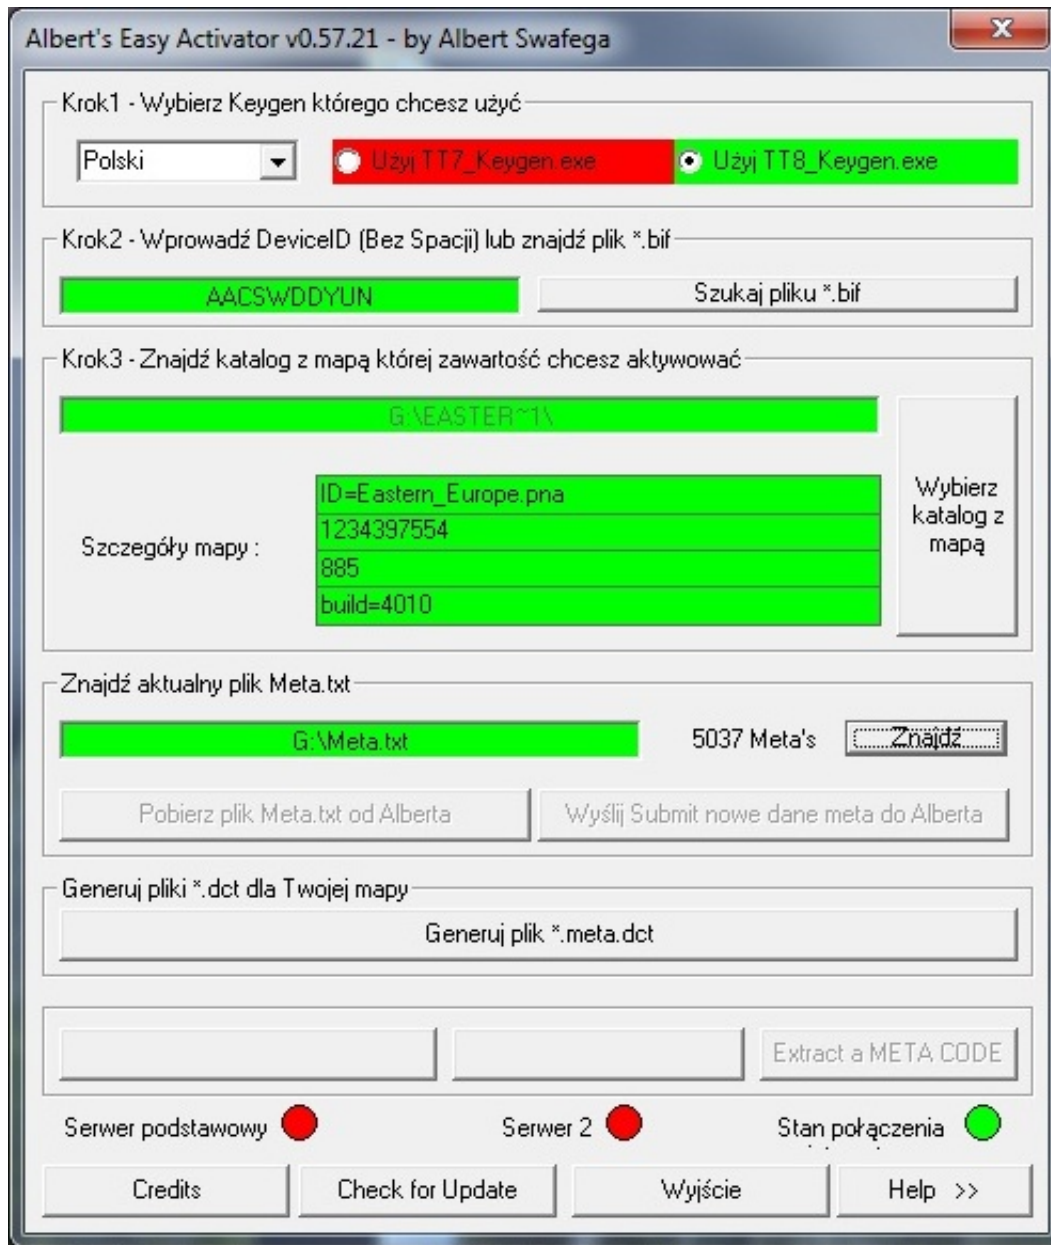 Albert's Easy Activator v0.57.21 - by Albert Swafega
Krok1 - Wybierz Keygen którego chcesz użyć
Polski
Użyj TT7_Keygen.exe
Użyj TT8_Keygen.exe
Krok2 - Wprowadź DeviceID (Bez Spacji) lub znajdź plik *.bif
AACSWDDYUN
Szukaj pliku *.bif
Krok3 - Znajdź katalog z mapą której zawartość chcesz aktywować
G:\EASTER~1\
Szczegóły mapy :
ID=Eastern_Europe.pna
1234397554
885
build=4010
Wybierz
katalog z
mapą
Znajdź aktualny plik Meta.txt
G:\Meta.txt
5037 Meta's
Znajdź
Pobierz plik Meta.txt od Alberta
Wyślij Submit nowe dane meta do Alberta
Generuj pliki *.dct dla Twojej mapy
Generuj plik *.meta.dct
Extract a META CODE
Serwer podstawowy
Serwer 2
Stan połączenia
Credits
Check for Update
Wyjście
Help >>